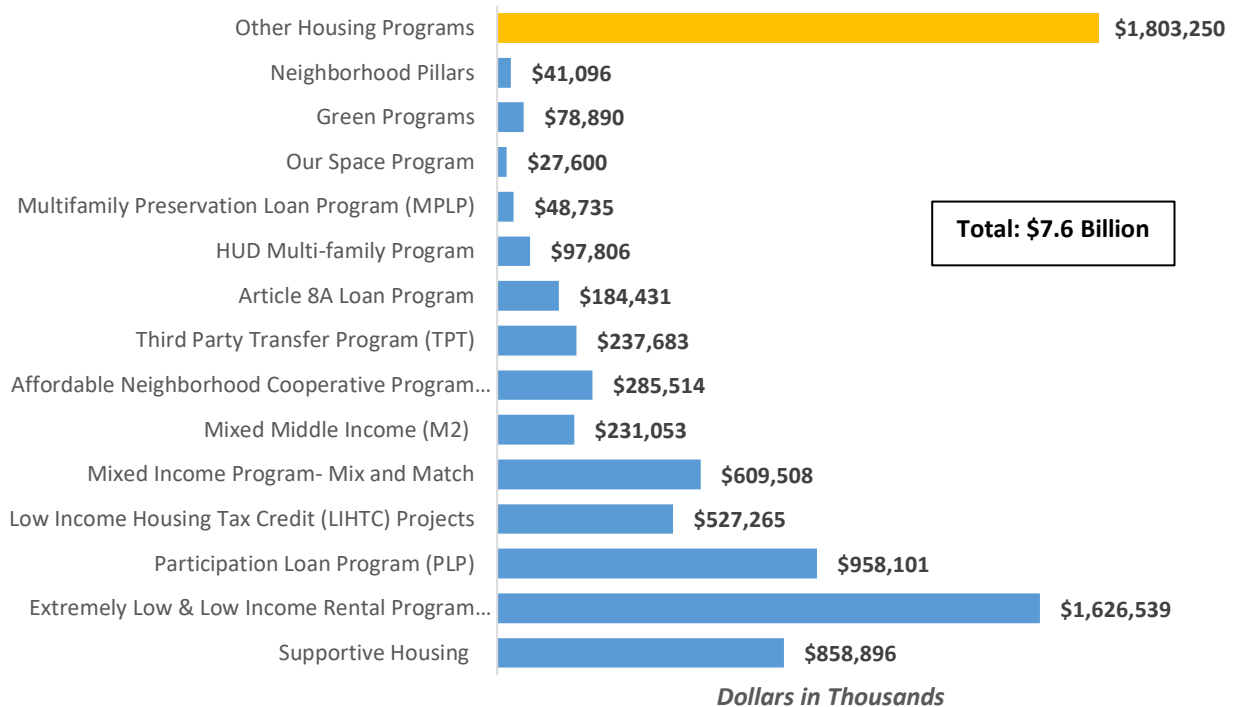 Other Housing Programs $1,803,250
Neighborhood Pillars $41,096
Green Programs $78,890
Our Space Program $27,600
Multifamily Preservation Loan Program (MPLP) $48,735
Total: $7.6 Billion
HUD Multi-family Program $97,806
Article 8A Loan Program $184,431
Third Party Transfer Program (TPT) $237,683
Affordable Neighborhood Cooperative Program... $285,514
Mixed Middle Income (M2) $231,053
Mixed Income Program- Mix and Match $609,508
Low Income Housing Tax Credit (LIHTC) Projects $527,265
Participation Loan Program (PLP) $958,101
Extremely Low & Low Income Rental Program... $1,626,539
Supportive Housing $858,896
Dollars in Thousands